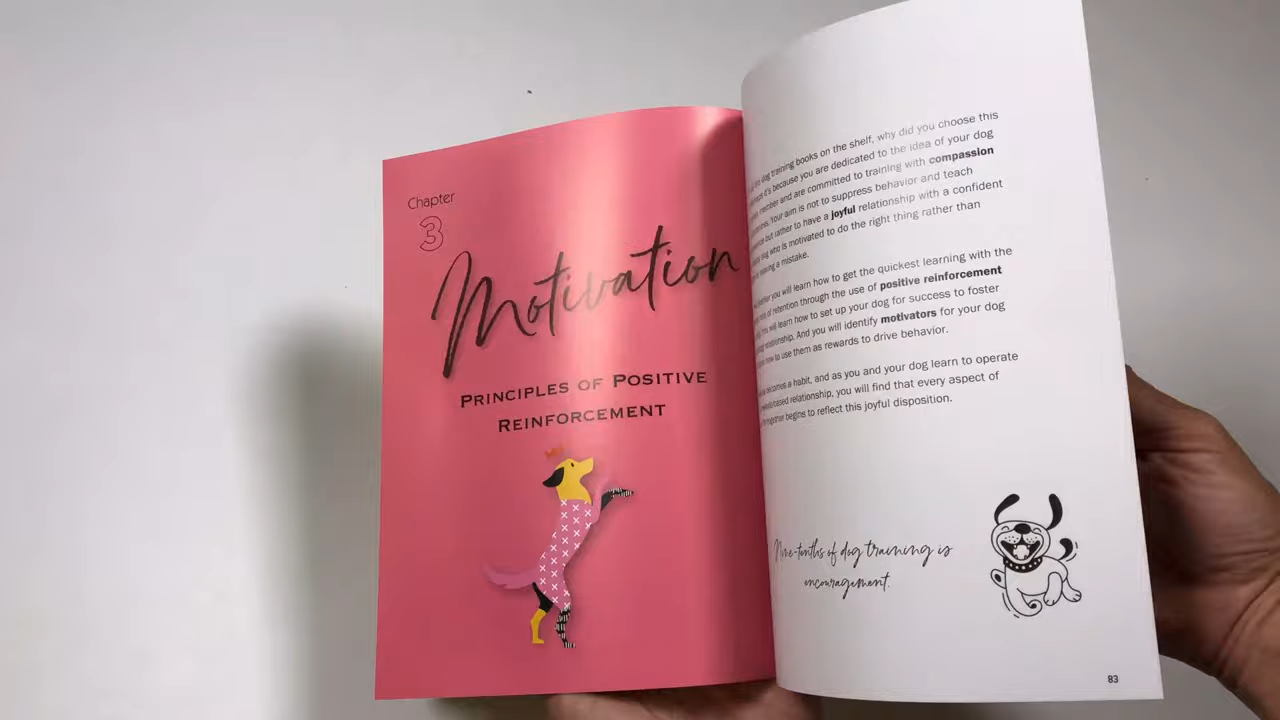 Chapter
3
Motivation
PRINCIPLES OF POSITIVE
REINFORCEMENT
dog training books on the shelf, why did you choose this
it's because you are dedicated to the idea of your dog
member and are committed to training with compassion
Your aim is not to suppress behavior and teach
but rather to have a joyful relationship with a confident
dog who is motivated to do the right thing rather than
making a mistake.
you will learn how to get the quickest learning with the
of retention through the use of positive reinforcement
will learn how to set up your dog for success to foster
relationship. And you will identify motivators for your dog
how to use them as rewards to drive behavior.
becomes a habit, and as you and your dog learn to operate
relationship, you will find that every aspect of
together begins to reflect this joyful disposition.
Nine-tenths of dog training is
encouragement.
83